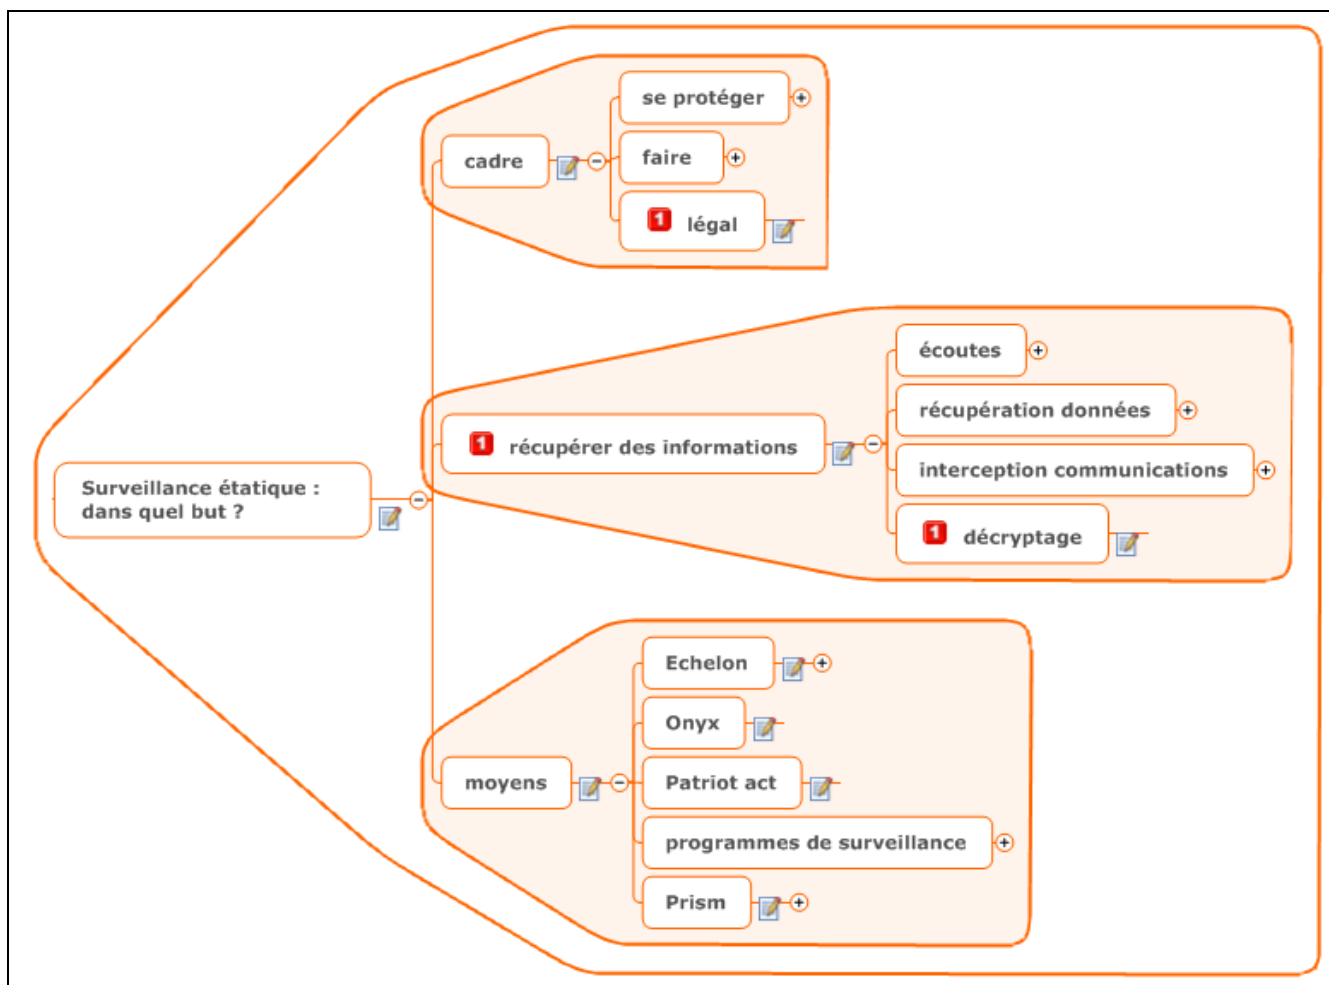 Surveillance étatique :
dans quel but ?
cadre
se protéger
faire
1 légal
1 récupérer des informations
écoutes
récupération données
interception communications
1 décryptage
moyens
Echelon
Onyx
Patriot act
programmes de surveillance
Prism